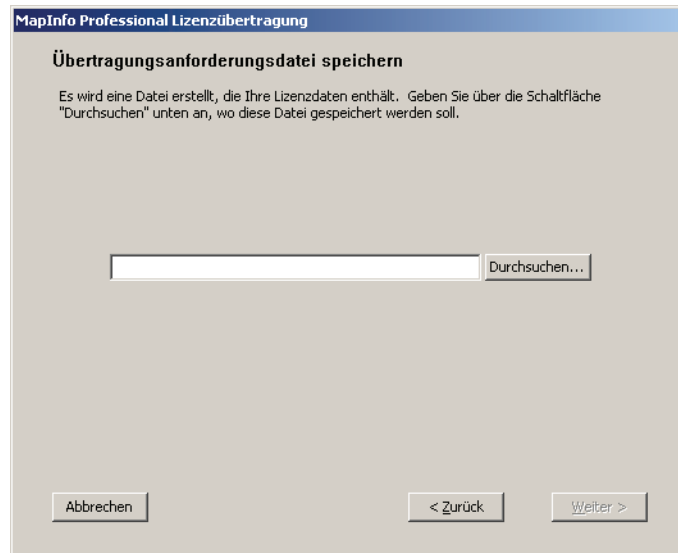 MapInfo Professional Lizenzübertragung
Übertragungsanforderungsdatei speichern
Es wird eine Datei erstellt, die Ihre Lizenzdaten enthält. Geben Sie über die Schaltfläche
"Durchsuchen" unten an, wo diese Datei gespeichert werden soll.
Durchsuchen...
Abbrechen
< Zurück
Weiter >